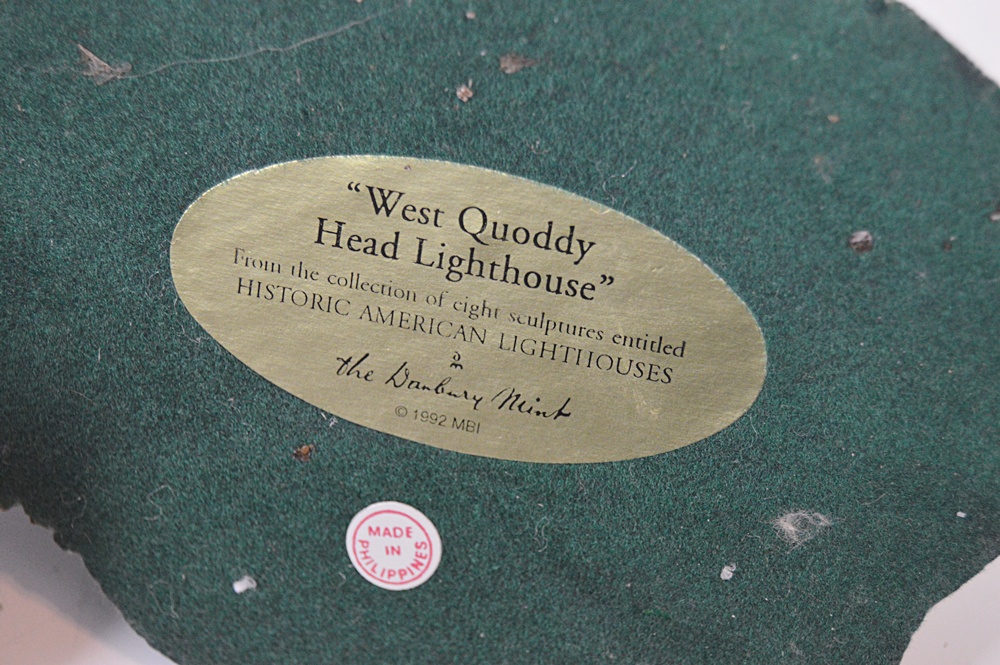 “West Quoddy
Head Lighthouse”
From the collection of eight sculptures entitled
HISTORIC AMERICAN LIGHTHOUSES
the Danbury Mint
© 1992 MBI
MADE
IN
PHILIPPINES